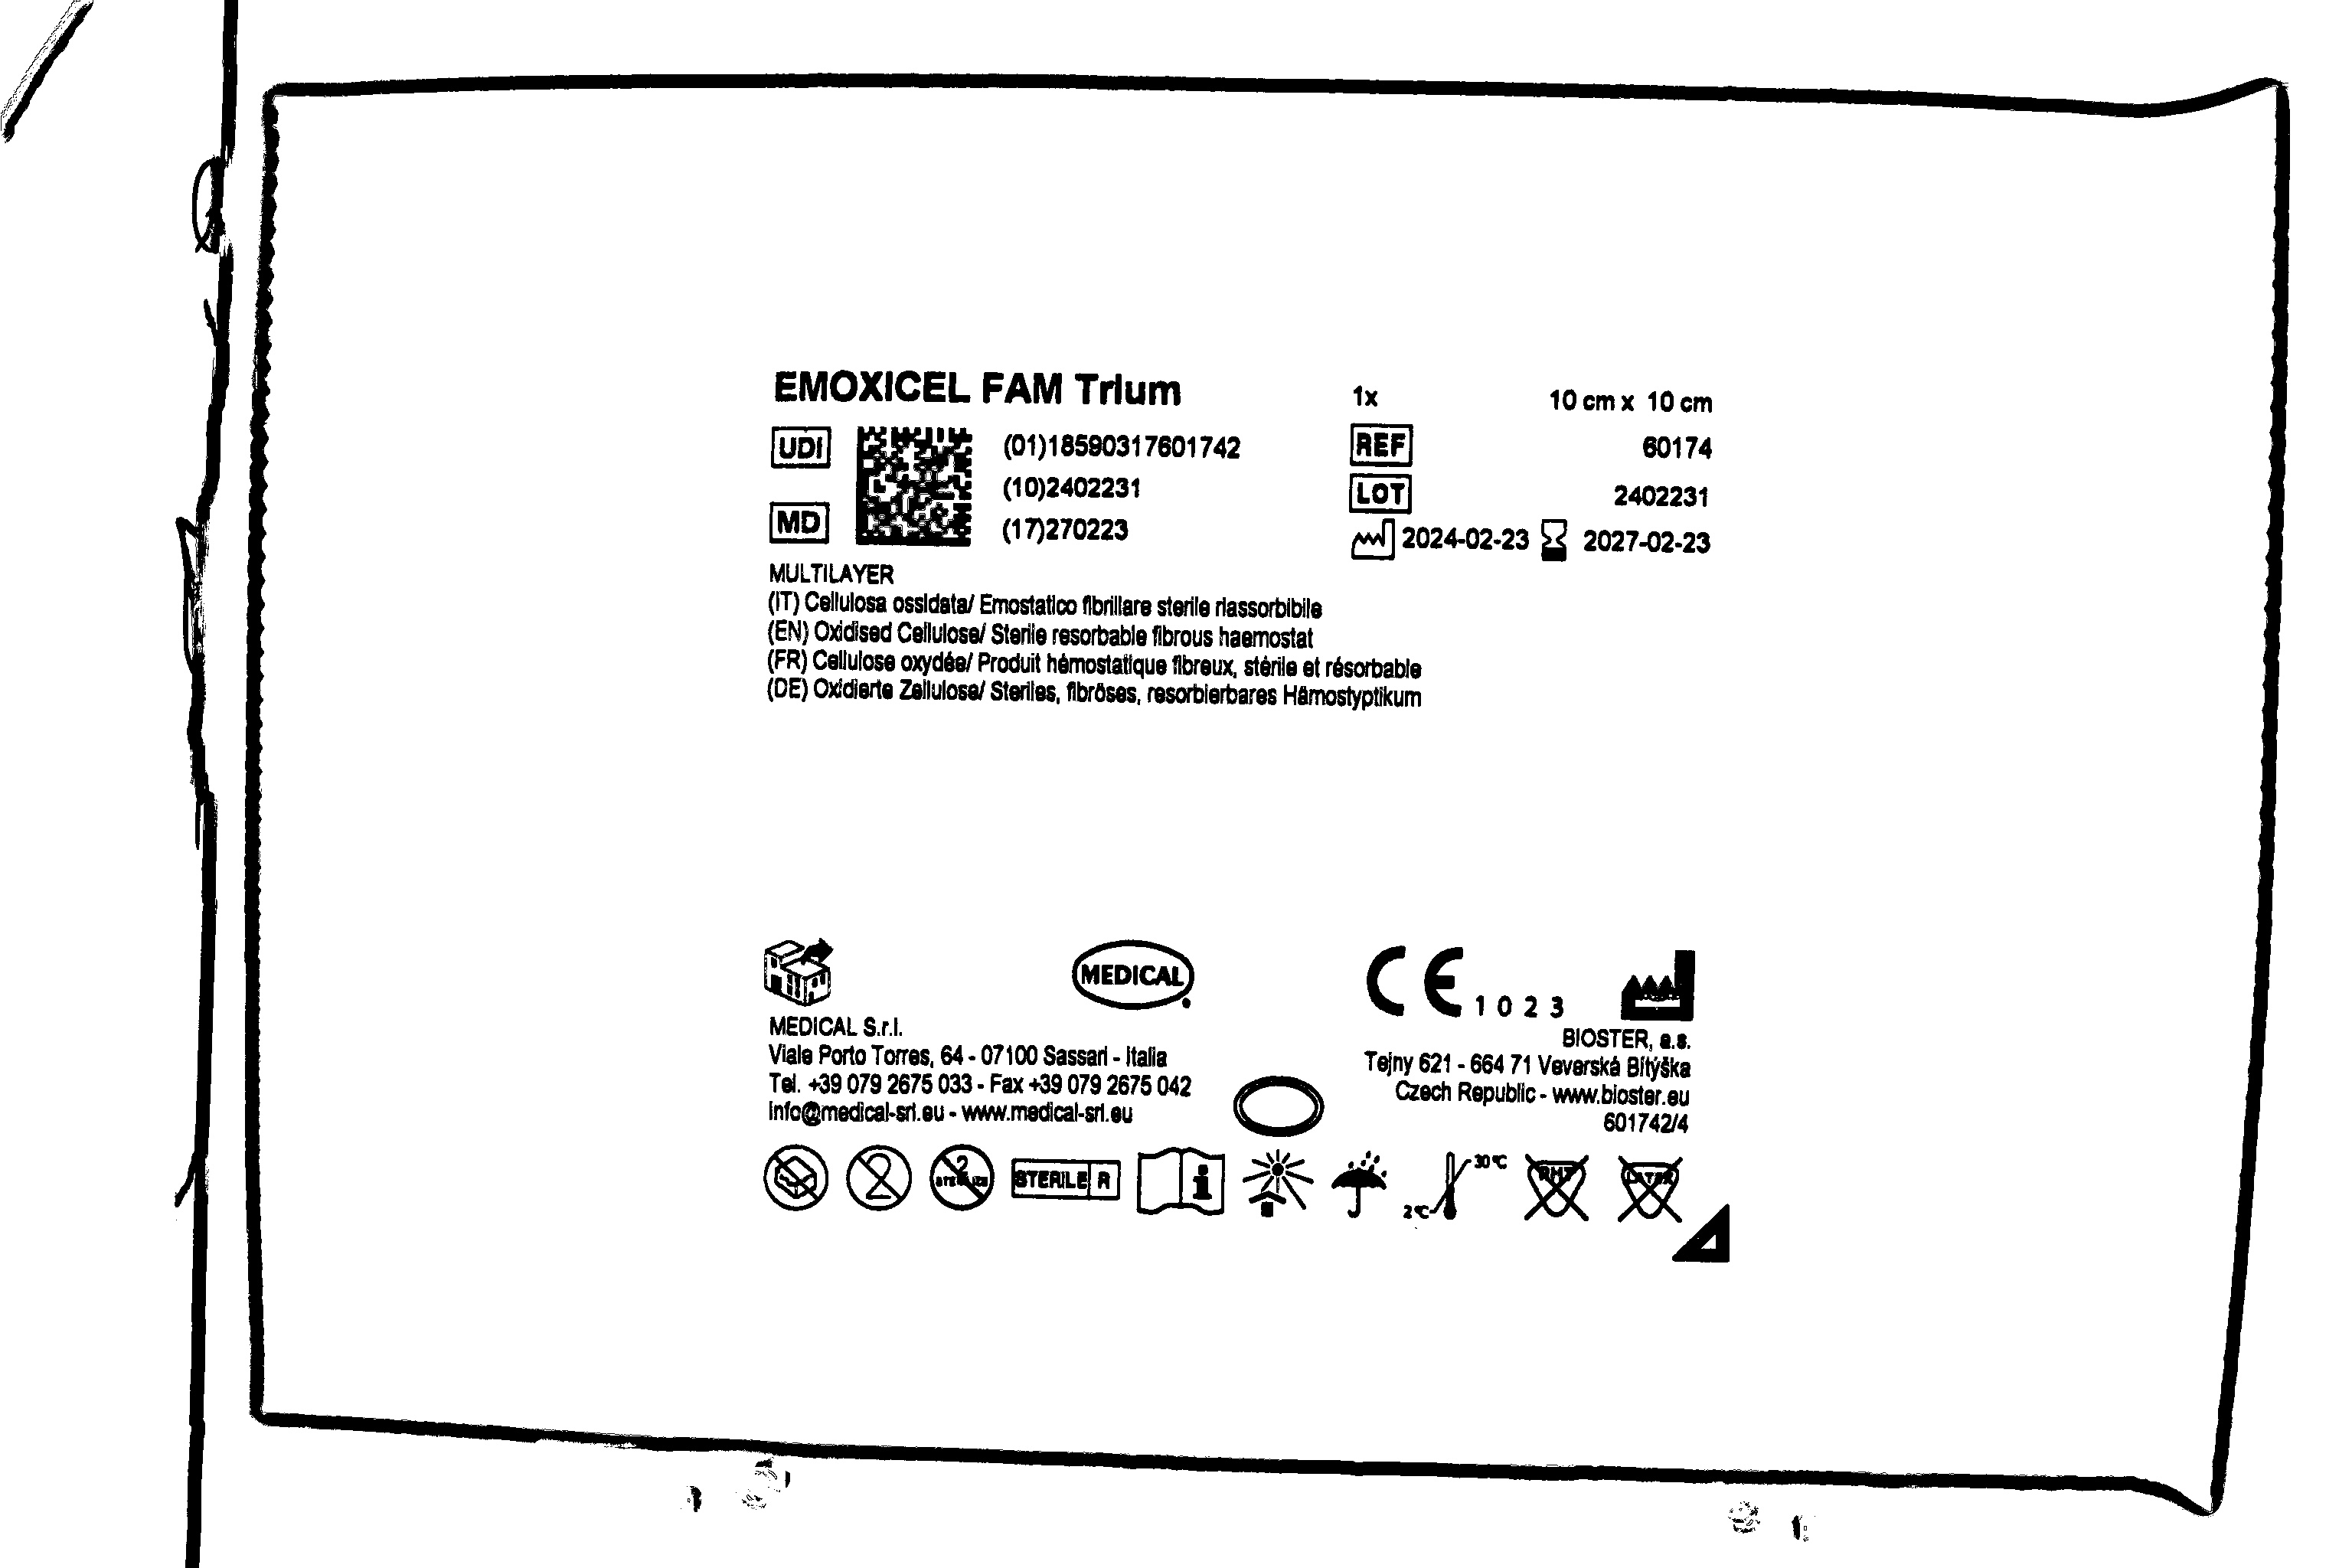 EMOXICEL FAM Trium
1x 10 cm x 10 cm
UDI (01)18590317601742
REF 60174
(10)2402231
LOT 2402231
MD (17)270223
2024-02-23 2027-02-23
MULTILAYER
(IT) Cellulosa ossidata/ Emostatico fibrillare sterile riassorbibile
(EN) Oxidised Cellulose/ Sterile resorbable fibrous haemostat
(FR) Cellulose oxydée/ Produit hémostatique fibreux, stérile et résorbable
(DE) Oxidierte Zellulose/ Steriles, fibröses, resorbierbares Hämostyptikum
MEDICAL
CE 1023
MEDICAL S.r.l.
Viale Porto Torres, 64 - 07100 Sassari - Italia
Tel. +39 079 2675 033 - Fax +39 079 2675 042
info@medical-srl.eu - www.medical-srl.eu
BIOSTER, a.s.
Tejny 621 - 664 71 Veverská Bítýška
Czech Republic - www.bioster.eu
601742/4
2
2
STERILE R
i
2°C 30°C
LATEX